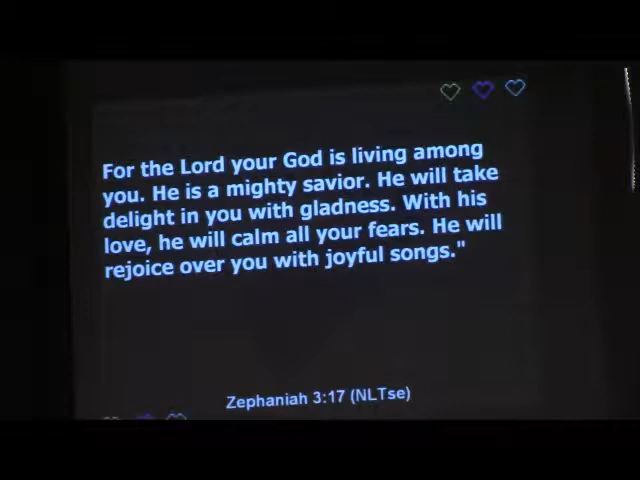 For the Lord your God is living among
you. He is a mighty savior. He will take
delight in you with gladness. With his
love, he will calm all your fears. He will
rejoice over you with joyful songs."
Zephaniah 3:17 (NLTse)